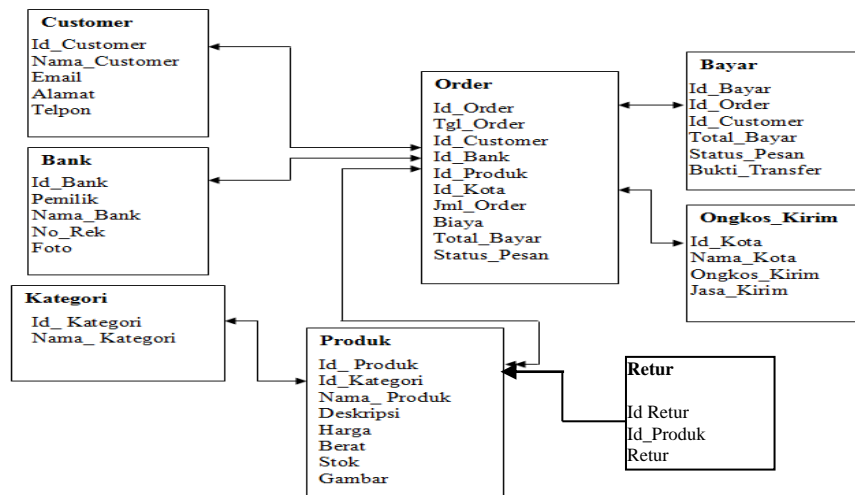 Customer
Id_Customer
Nama_Customer
Email
Alamat
Telpon
Bank
Id_Bank
Pemilik
Nama_Bank
No_Rek
Foto
Kategori
Id_ Kategori
Nama_ Kategori
Order
Id_Order
Tgl_Order
Id_Customer
Id_Bank
Id_Produk
Id_Kota
Jml_Order
Biaya
Total_Bayar
Status_Pesan
Bayar
Id_Bayar
Id_Order
Id_Customer
Total_Bayar
Status_Pesan
Bukti_Transfer
Ongkos_Kirim
Id_Kota
Nama_Kota
Ongkos_Kirim
Jasa_Kirim
Produk
Id_ Produk
Id_Kategori
Nama_ Produk
Deskripsi
Harga
Berat
Stok
Gambar
Retur
Id Retur
Id_Produk
Retur